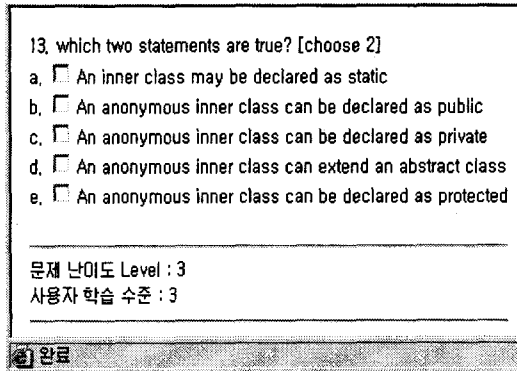 13. which two statements are true? [choose 2]
a. An inner class may be declared as static
b. An anonymous inner class can be declared as public
c. An anonymous inner class can be declared as private
d. An anonymous inner class can extend an abstract class
e. An anonymous inner class can be declared as protected
문제 난이도 Level : 3
사용자 학습 수준 : 3
완료